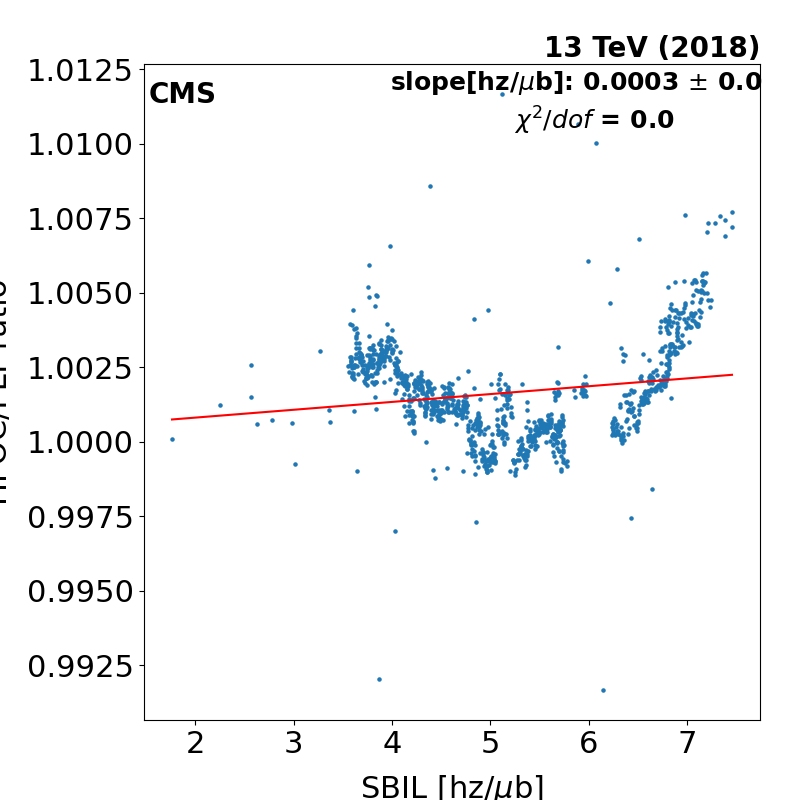 13 TeV (2018)
CMS
slope[hz/μb]: 0.0003 ± 0.0
χ²/dof = 0.0
1.0125
1.0100
1.0075
1.0050
1.0025
1.0000
0.9975
0.9950
0.9925
2 3 4 5 6 7
SBIL [hz/μb]